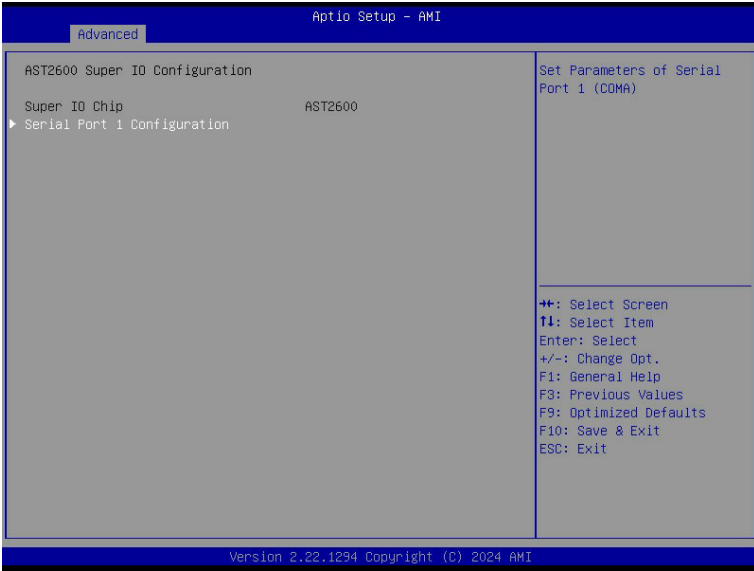 Aptio Setup – AMI
Advanced
AST2600 Super IO Configuration
Super IO Chip AST2600
Serial Port 1 Configuration
Set Parameters of Serial
Port 1 (COMA)
→←: Select Screen
↑↓: Select Item
Enter: Select
+/-: Change Opt.
F1: General Help
F3: Previous Values
F9: Optimized Defaults
F10: Save & Exit
ESC: Exit
Version 2.22.1294 Copyright (C) 2024 AMI